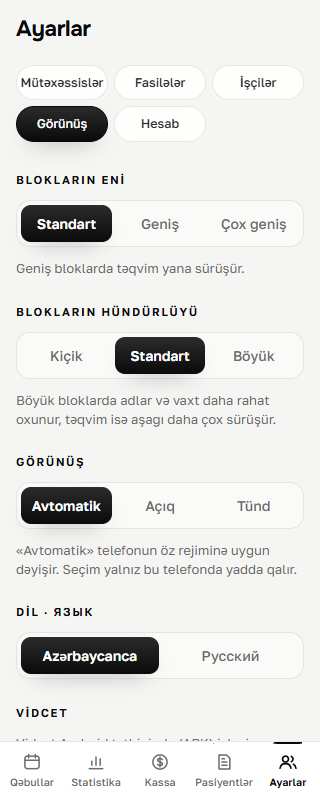 Ayarlar
Mütəxəssislər Fasilələr İşçilər
Görünüş Hesab
BLOKLARIN ENİ
Standart Geniş Çox geniş
Geniş bloklarda təqvim yana sürüşür.
BLOKLARIN HÜNDÜRLÜYÜ
Kiçik Standart Böyük
Böyük bloklarda adlar və vaxt daha rahat
oxunur, təqvim isə aşağı daha çox sürüşür.
GÖRÜNÜŞ
Avtomatik Açıq Tünd
«Avtomatik» telefonun öz rejiminə uygun
dəyişir. Seçim yalnız bu telefonda yadda qalır.
DİL · ЯЗЫК
Azərbaycanca Русский
VİDCET
Qəbullar Statistika Kassa Pasiyentlər Ayarlar